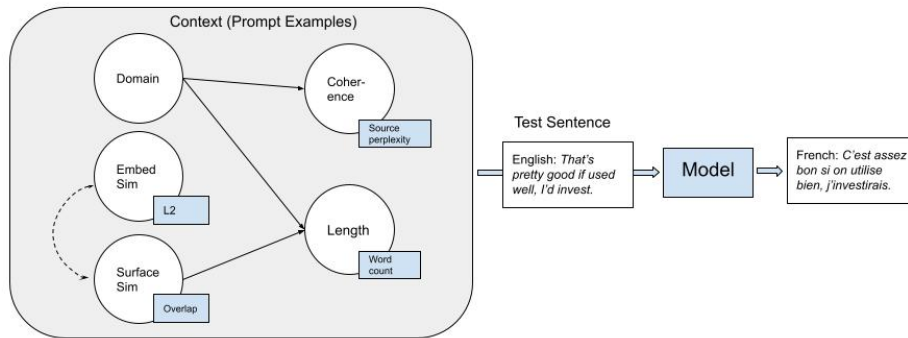 Context (Prompt Examples)
Domain
Coher-
ence
Source
perplexity
Embed
Sim
L2
Surface
Sim
Overlap
Length
Word
count
Test Sentence
English: That's
pretty good if used
well, I'd invest.
Model
French: C'est assez
bon si on utilise
bien, j'investirais.